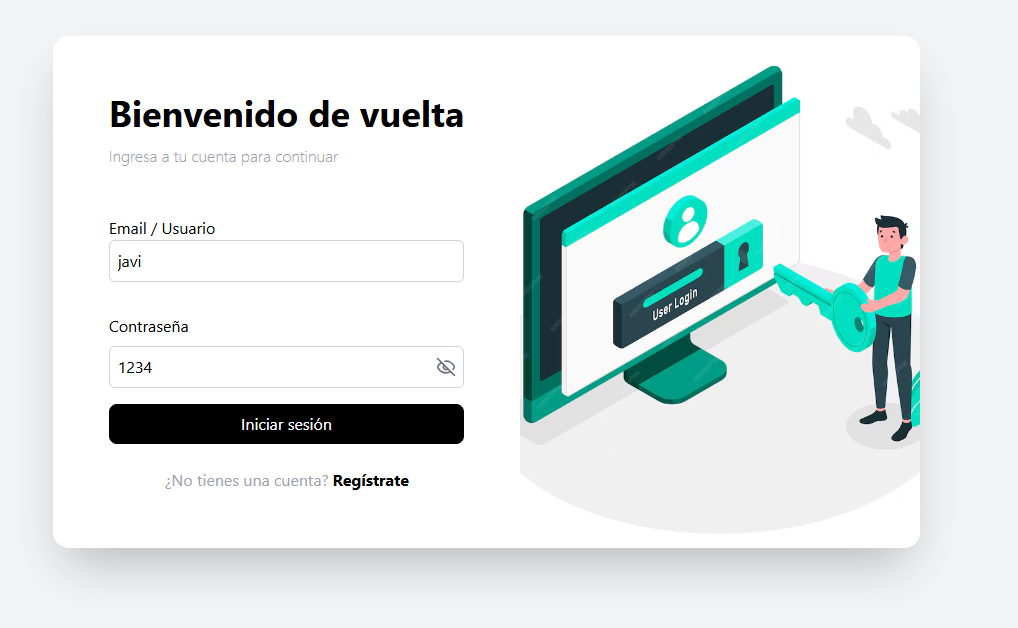 Bienvenido de vuelta
Ingresa a tu cuenta para continuar
Email / Usuario
javi
Contraseña
1234
Iniciar sesión
¿No tienes una cuenta? Regístrate
User Login